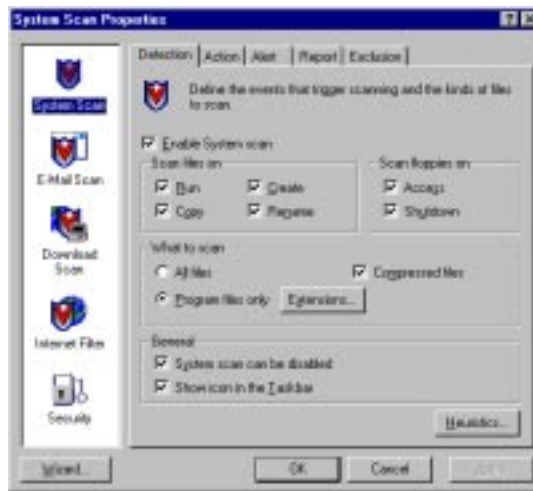 System Scan Properties
System Scan
E-Mail Scan
Download
Scan
Internet Filter
Security
Detection Action Alert Report Exclusion
Define the events that trigger scanning and the kinds of files
to scan.
Enable System scan
Scan files on
Run Create
Copy Rename
Scan floppies on
Access
Shutdown
What to scan
All files Compressed files
Program files only Extensions...
General
System scan can be disabled
Show icon in the Taskbar
Heuristics...
Wizard... OK Cancel Apply